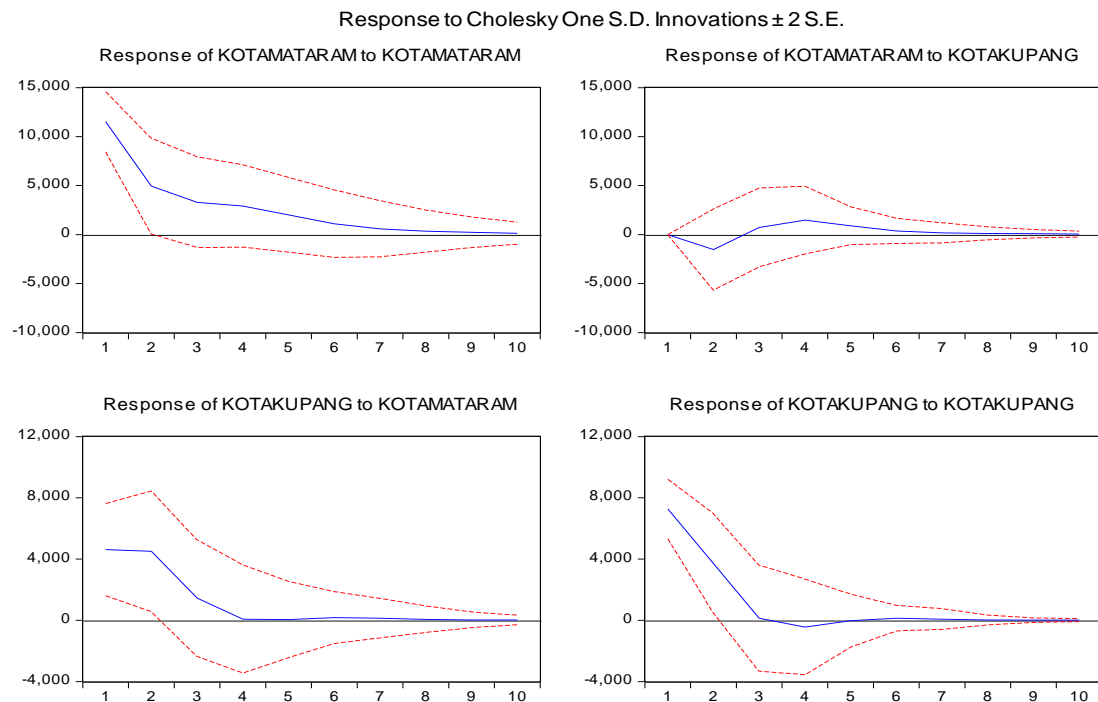 Response to Cholesky One S.D. Innovations ± 2 S.E.
Response of KOTAMATARAM to KOTAMATARAM
15,000
10,000
5,000
0
-5,000
-10,000
1 2 3 4 5 6 7 8 9 10
Response of KOTAMATARAM to KOTAKUPANG
15,000
10,000
5,000
0
-5,000
-10,000
1 2 3 4 5 6 7 8 9 10
Response of KOTAKUPANG to KOTAMATARAM
12,000
8,000
4,000
0
-4,000
1 2 3 4 5 6 7 8 9 10
Response of KOTAKUPANG to KOTAKUPANG
12,000
8,000
4,000
0
-4,000
1 2 3 4 5 6 7 8 9 10